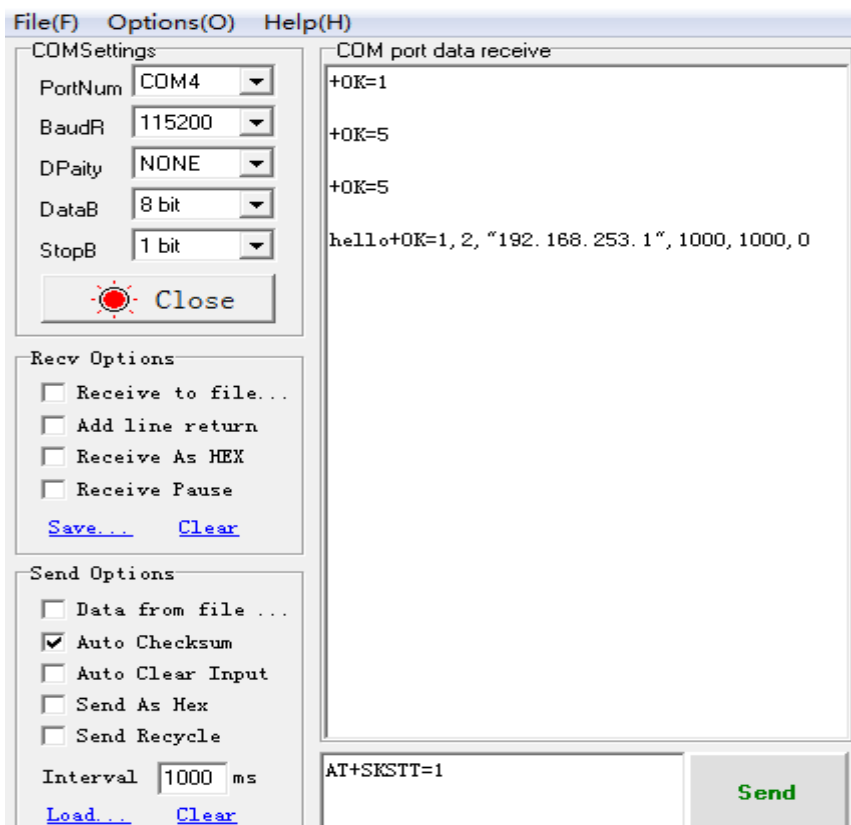 File(F) Options(O) Help(H)
COMSettings
PortNum COM4
BaudR 115200
DPaity NONE
DataB 8 bit
StopB 1 bit
Close
Recv Options
Receive to file...
Add line return
Receive As HEX
Receive Pause
Save... Clear
Send Options
Data from file ...
Auto Checksum
Auto Clear Input
Send As Hex
Send Recycle
Interval 1000 ms
Load... Clear
COM port data receive
+OK=1
+OK=5
+OK=5
hello+OK=1, 2, "192. 168. 253. 1", 1000, 1000, 0
AT+SKSTT=1
Send